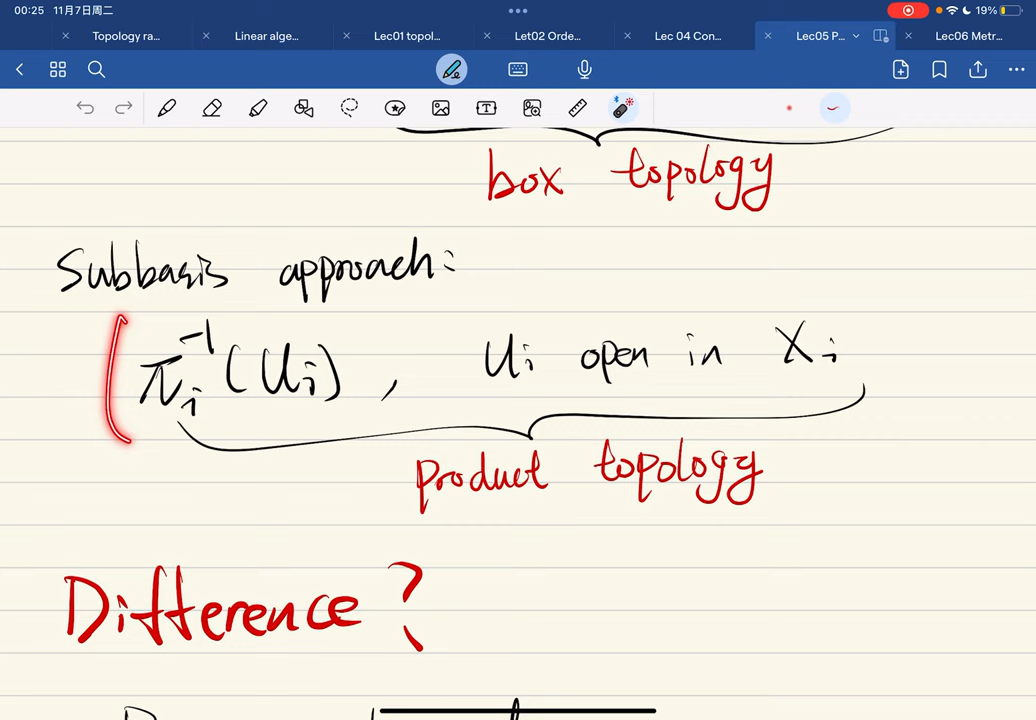 00:25 11月7日周二
19%
Topology ra...
Linear alge...
Lec01 topol...
Let02 Orde...
Lec 04 Con...
Lec05 P...
Lec06 Metr...
box topology
Subbasis approach:
π_i^{-1}(U_i), U_i open in X_i
product topology
Difference?